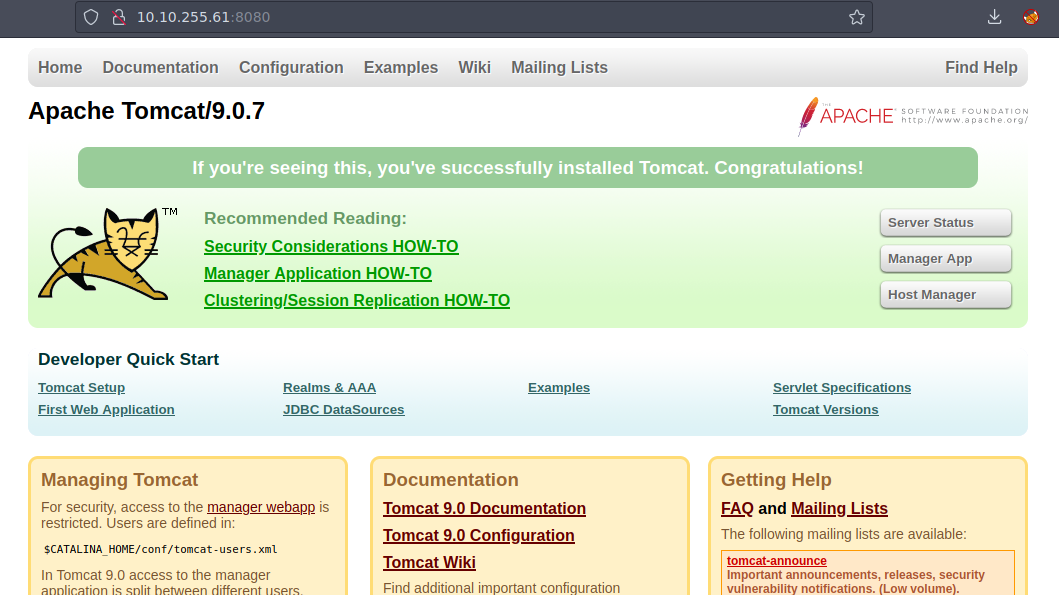 10.10.255.61:8080
Home Documentation Configuration Examples Wiki Mailing Lists Find Help
Apache Tomcat/9.0.7
THE
APACHE
SOFTWARE FOUNDATION
http://www.apache.org/
If you're seeing this, you've successfully installed Tomcat. Congratulations!
TM
Recommended Reading:
Security Considerations HOW-TO
Manager Application HOW-TO
Clustering/Session Replication HOW-TO
Server Status
Manager App
Host Manager
Developer Quick Start
Tomcat Setup
First Web Application
Realms & AAA
JDBC DataSources
Examples
Servlet Specifications
Tomcat Versions
Managing Tomcat
For security, access to the manager webapp is
restricted. Users are defined in:
$CATALINA_HOME/conf/tomcat-users.xml
In Tomcat 9.0 access to the manager
application is split between different users.
Documentation
Tomcat 9.0 Documentation
Tomcat 9.0 Configuration
Tomcat Wiki
Find additional important configuration
Getting Help
FAQ and Mailing Lists
The following mailing lists are available:
tomcat-announce
Important announcements, releases, security
vulnerability notifications. (Low volume).